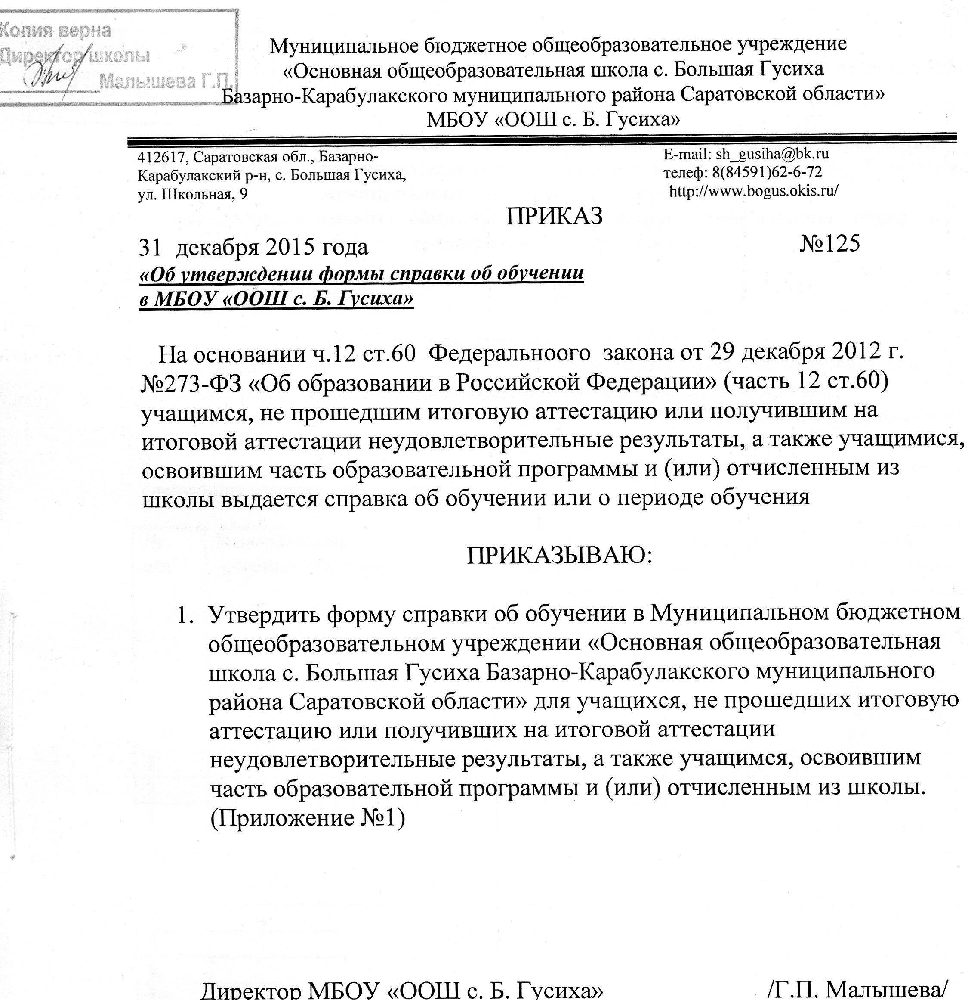 Копия верна
Директор школы
Малышева Г.П.
Муниципальное бюджетное общеобразовательное учреждение
«Основная общеобразовательная школа с. Большая Гусиха
Базарно-Карабулакского муниципального района Саратовской области»
МБОУ «ООШ с. Б. Гусиха»
412617, Саратовская обл., Базарно-
Карабулакский р-н, с. Большая Гусиха,
ул. Школьная, 9
E-mail: sh_gusiha@bk.ru
телеф: 8(84591)62-6-72
http://www.bogus.okis.ru/
ПРИКАЗ
31 декабря 2015 года №125
«Об утверждении формы справки об обучении
в МБОУ «ООШ с. Б. Гусиха»
На основании ч.12 ст.60 Федеральноого закона от 29 декабря 2012 г.
№273-ФЗ «Об образовании в Российской Федерации» (часть 12 ст.60)
учащимся, не прошедшим итоговую аттестацию или получившим на
итоговой аттестации неудовлетворительные результаты, а также учащимися,
освоившим часть образовательной программы и (или) отчисленным из
школы выдается справка об обучении или о периоде обучения
ПРИКАЗЫВАЮ:
1. Утвердить форму справки об обучении в Муниципальном бюджетном
общеобразовательном учреждении «Основная общеобразовательная
школа с. Большая Гусиха Базарно-Карабулакского муниципального
района Саратовской области» для учащихся, не прошедших итоговую
аттестацию или получивших на итоговой аттестации
неудовлетворительные результаты, а также учащимся, освоившим
часть образовательной программы и (или) отчисленным из школы.
(Приложение №1)
Директор МБОУ «ООШ с. Б. Гусиха» /Г.П. Малышева/